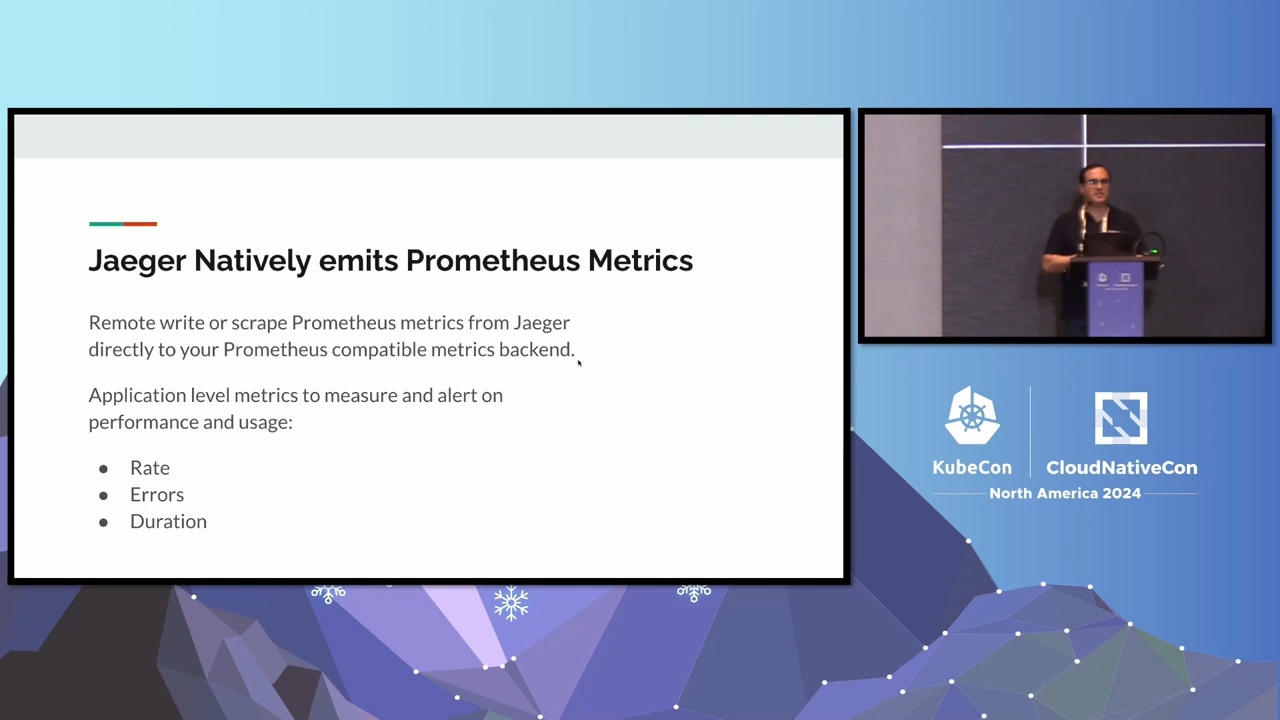 Jaeger Natively emits Prometheus Metrics
Remote write or scrape Prometheus metrics from Jaeger
directly to your Prometheus compatible metrics backend.
Application level metrics to measure and alert on
performance and usage:
● Rate
● Errors
● Duration
KubeCon
CloudNativeCon
North America 2024